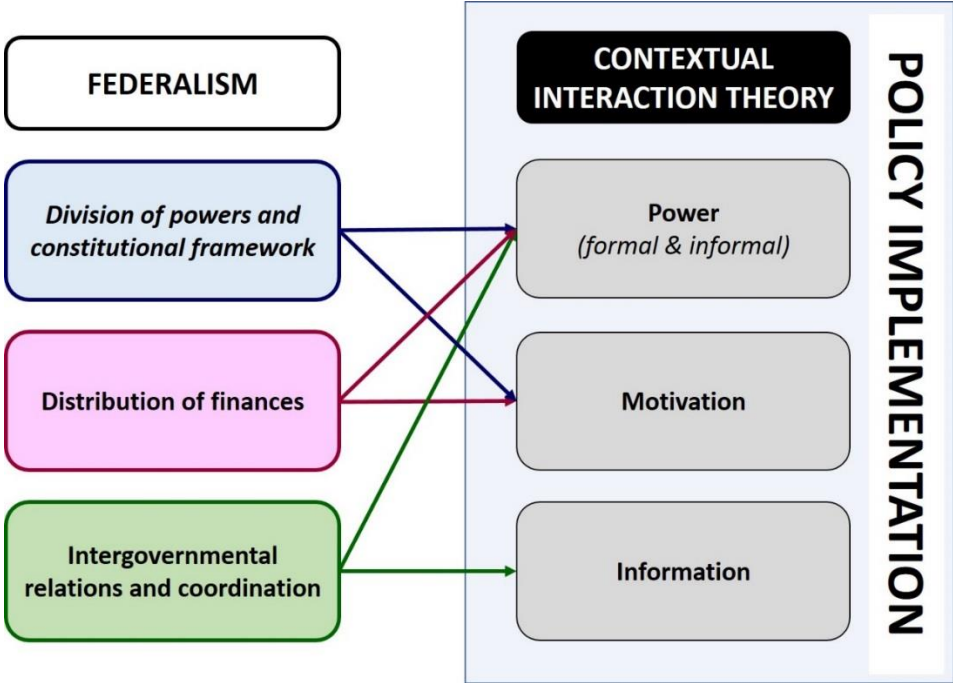 FEDERALISM
CONTEXTUAL
INTERACTION THEORY
Division of powers and
constitutional framework
Power
(formal & informal)
Distribution of finances
Motivation
Intergovernmental
relations and coordination
Information
POLICY IMPLEMENTATION